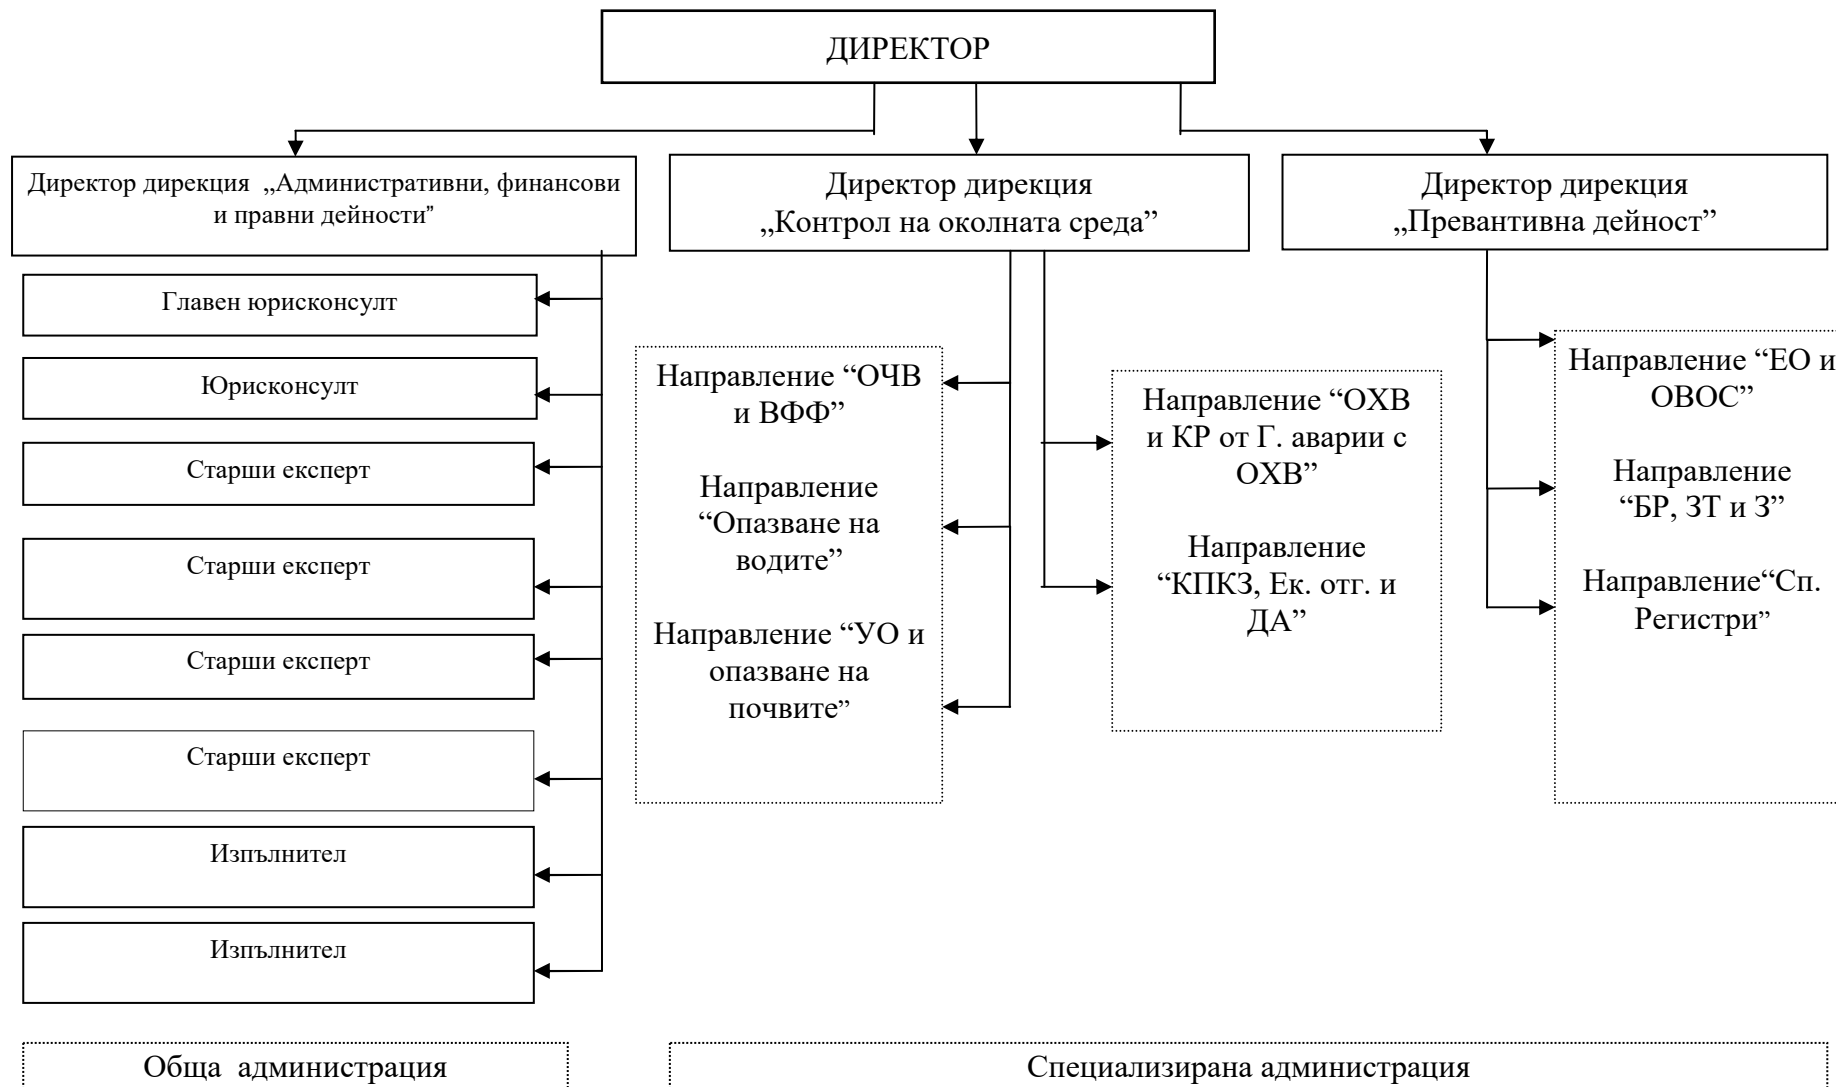 ДИРЕКТОР
Директор дирекция „Административни, финансови
и правни дейности”
Директор дирекция
„Контрол на околната среда”
Директор дирекция
„Превантивна дейност”
Главен юрисконсулт
Юрисконсулт
Старши експерт
Старши експерт
Старши експерт
Старши експерт
Изпълнител
Изпълнител
Направление “ОЧВ
и ВФФ”
Направление
“Опазване на
водите”
Направление “УО и
опазване на
почвите”
Направление “ОХВ
и КР от Г. аварии с
ОХВ”
Направление
“КПКЗ, Ек. отг. и
ДА”
Направление “ЕО и
ОВОС”
Направление
“БР, ЗТ и З”
Направление“Сп.
Регистри”
Обща администрация
Специализирана администрация